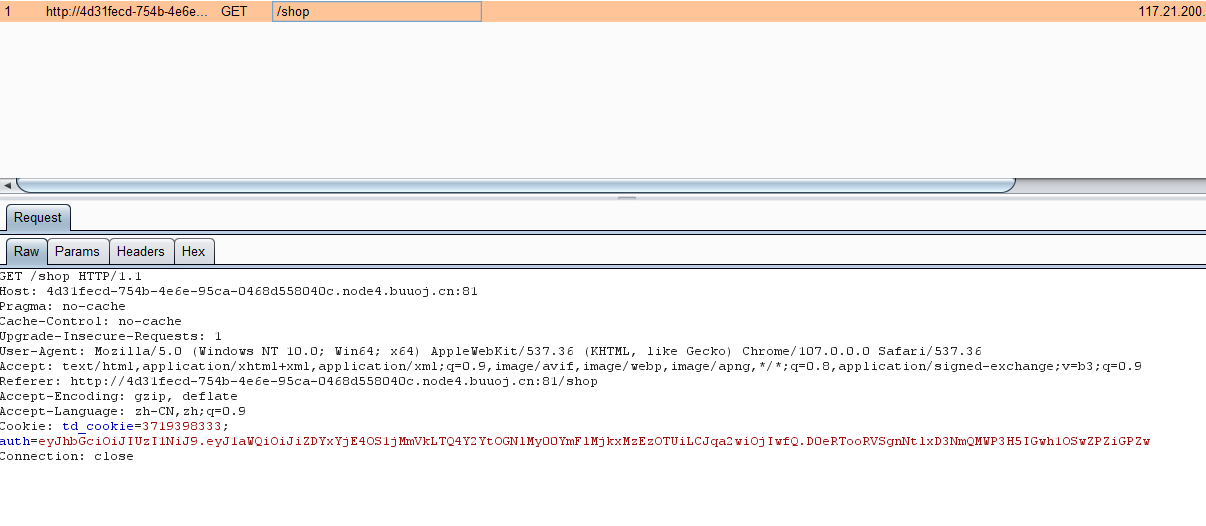 1 http://4d31fecd-754b-4e6e... GET /shop 117.21.200.
Request
Raw Params Headers Hex
GET /shop HTTP/1.1
Host: 4d31fecd-754b-4e6e-95ca-0468d558040c.node4.buuoj.cn:81
Pragma: no-cache
Cache-Control: no-cache
Upgrade-Insecure-Requests: 1
User-Agent: Mozilla/5.0 (Windows NT 10.0; Win64; x64) AppleWebKit/537.36 (KHTML, like Gecko) Chrome/107.0.0.0 Safari/537.36
Accept: text/html,application/xhtml+xml,application/xml;q=0.9,image/avif,image/webp,image/apng,*/*;q=0.8,application/signed-exchange;v=b3;q=0.9
Referer: http://4d31fecd-754b-4e6e-95ca-0468d558040c.node4.buuoj.cn:81/shop
Accept-Encoding: gzip, deflate
Accept-Language: zh-CN,zh;q=0.9
Cookie: td_cookie=3719398333;
auth=eyJhbGciOiJIUzI1NiJ9.eyJ1aWQiOiJiZDYxYjE4OS1jMmVkLTQ4Y2YtOGNlMy00YmFlMjkxMzEzOTUiLCJqa2wiOjIwfQ.D0eRTooRVSgnNtlxD3NmQMWP3H5IGwh1OSwZPZiGPZw
Connection: close